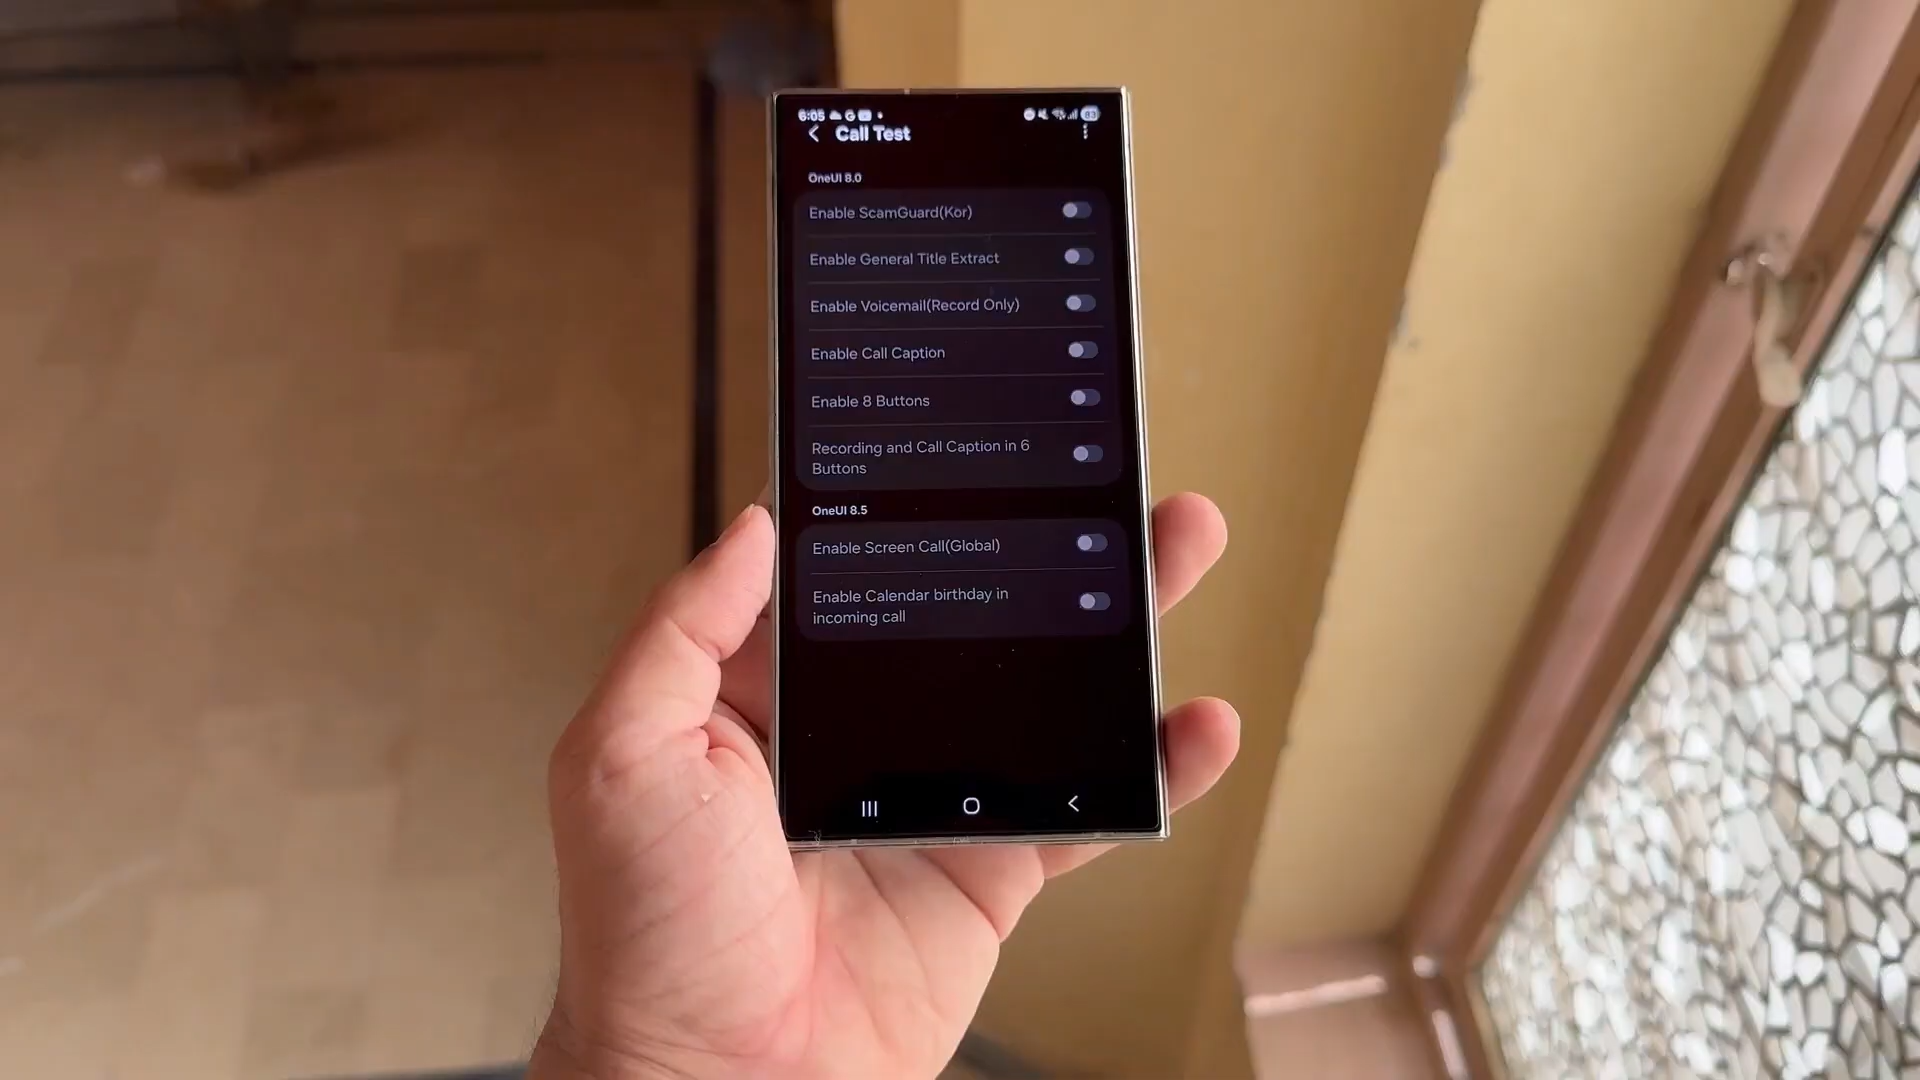 6:05
83
Call Test
OneUI 8.0
Enable ScamGuard(Kor)
Enable General Title Extract
Enable Voicemail(Record Only)
Enable Call Caption
Enable 8 Buttons
Recording and Call Caption in 6
Buttons
OneUI 8.5
Enable Screen Call(Global)
Enable Calendar birthday in
incoming call